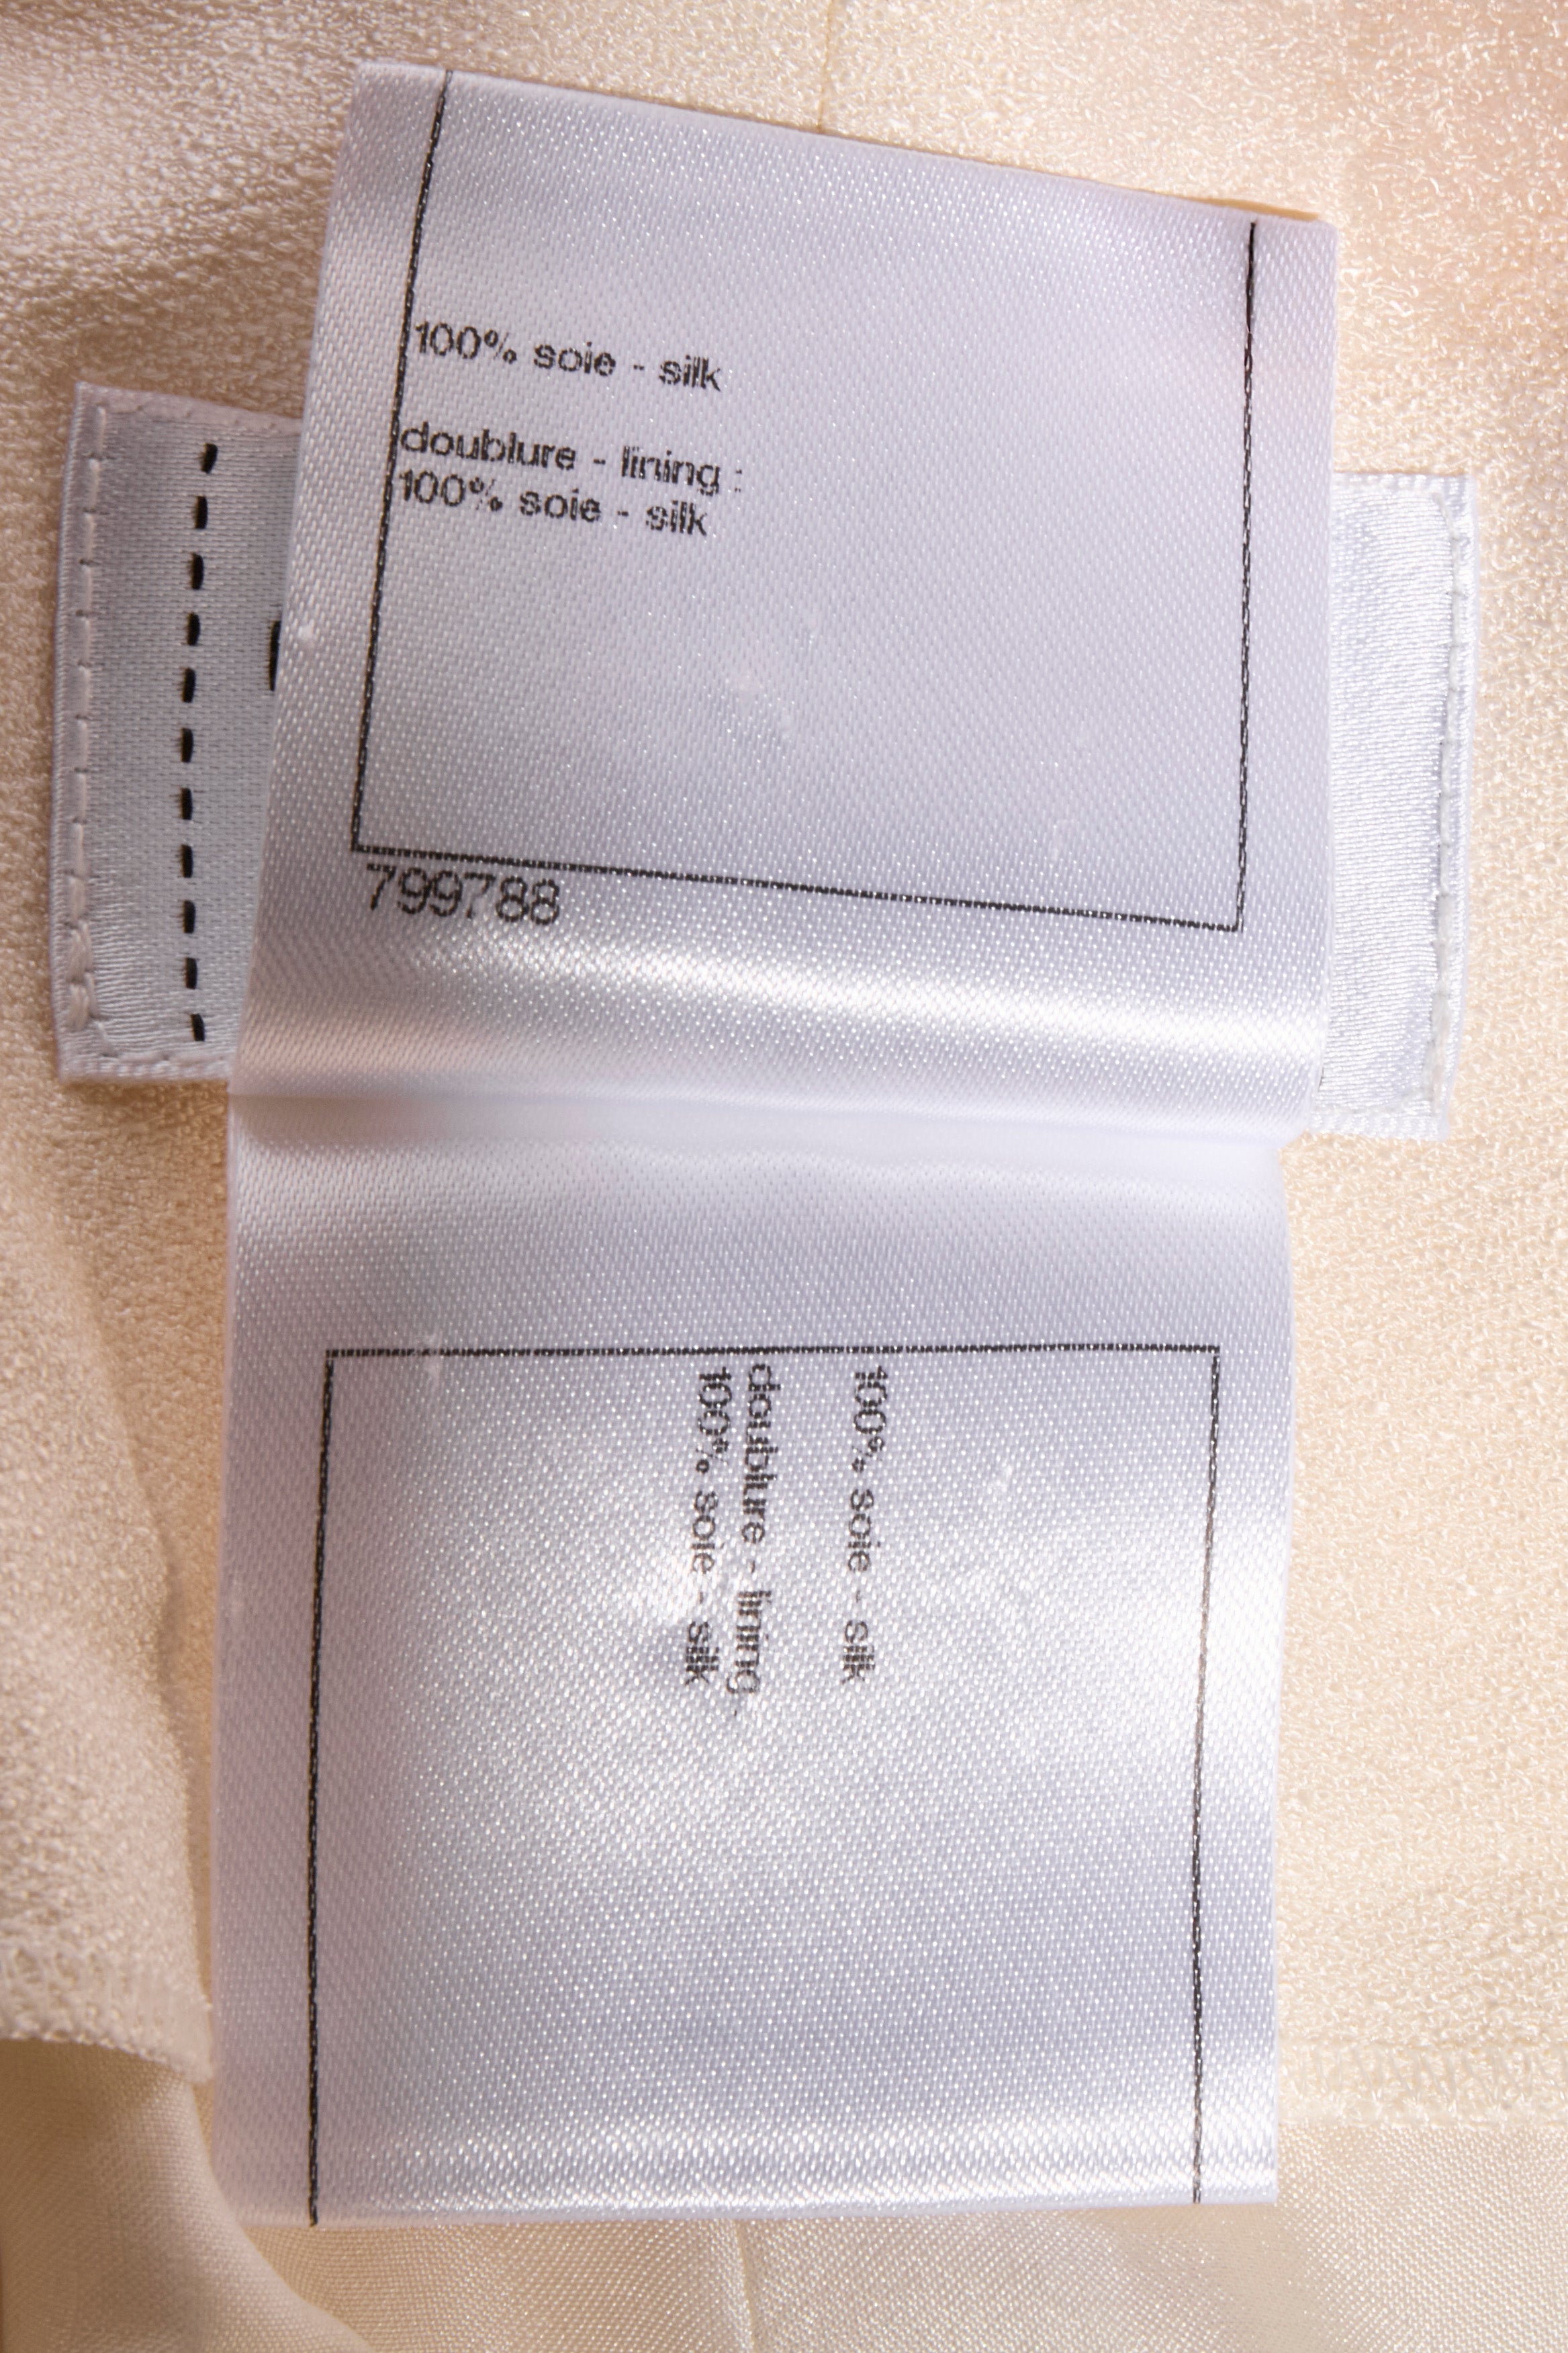 100% soie - silk
doublure - lining :
100% soie - silk
799788
100% soie - silk
doublure - lining
100% soie - silk